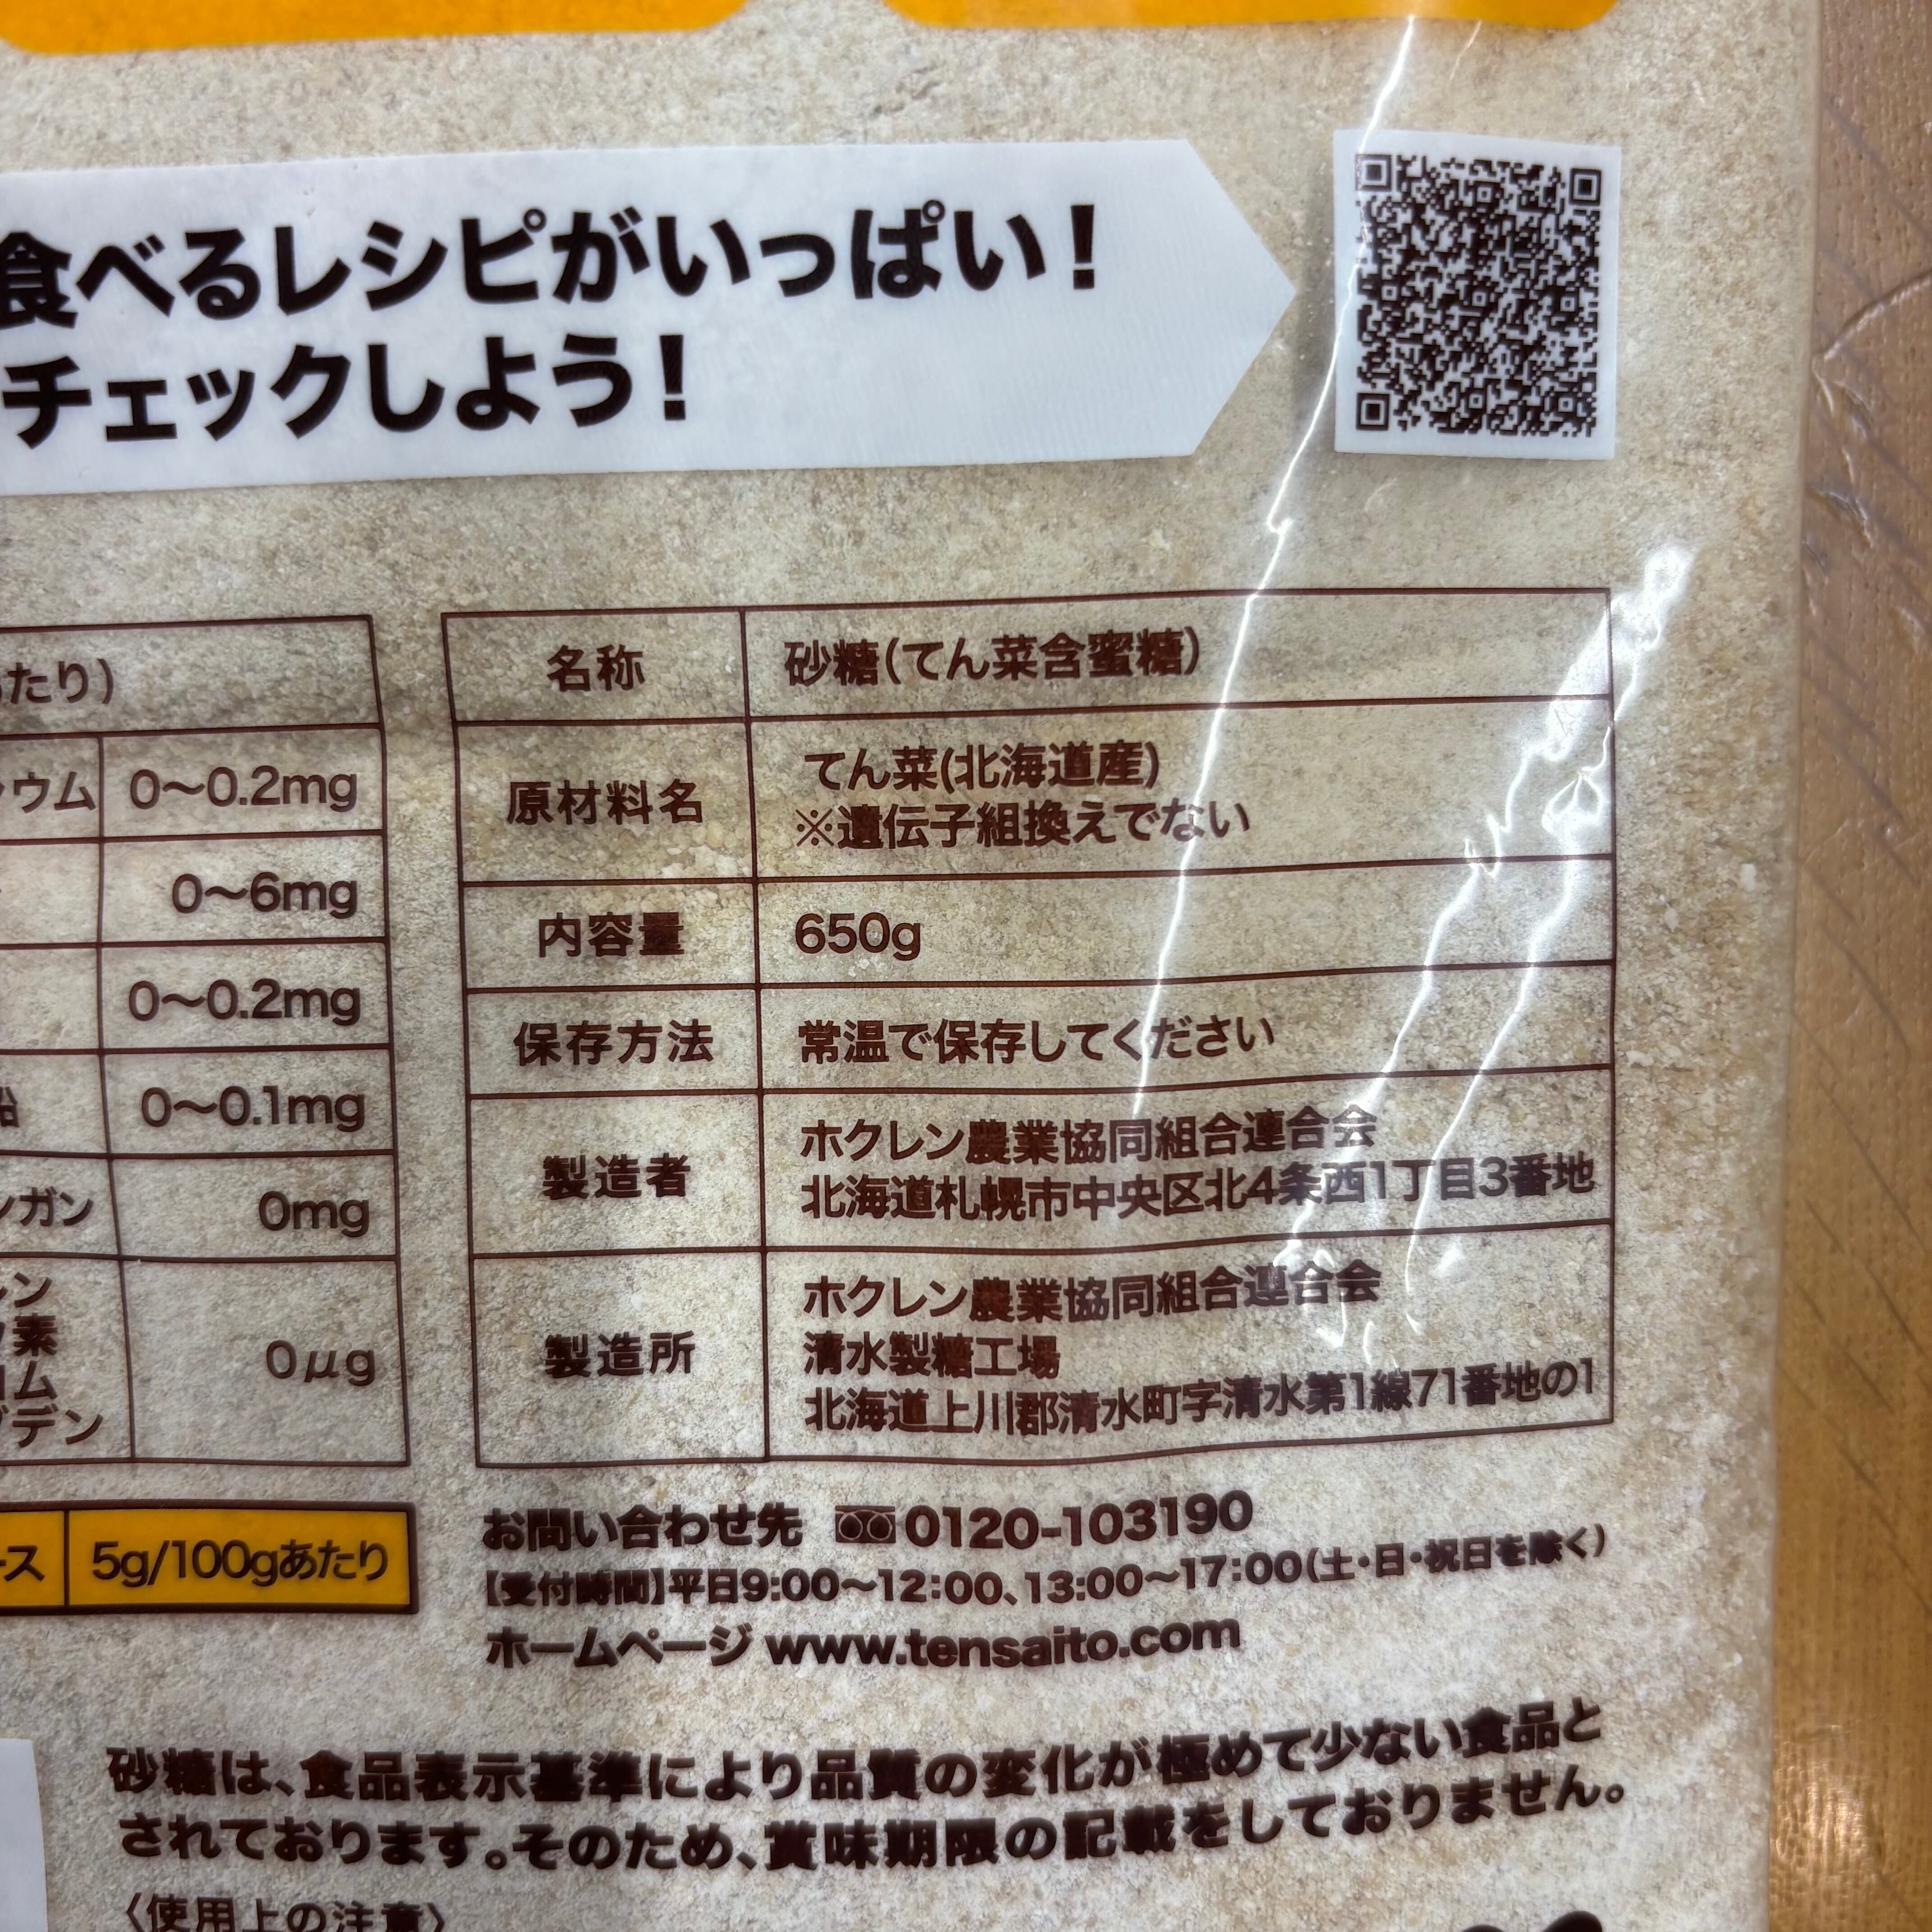 食べるレシピがいっぱい!
チェックしよう!
あたり)
ウム 0〜0.2mg
0〜6mg
0〜0.2mg
0〜0.1mg
ンガン 0mg
レン
素
ロム
デン
0μg
ース 5g/100gあたり
名称 砂糖(てん菜含蜜糖)
原材料名 てん菜(北海道産)
※遺伝子組換えでない
内容量 650g
保存方法 常温で保存してください
製造者 ホクレン農業協同組合連合会
北海道札幌市中央区北4条西1丁目3番地
製造所 ホクレン農業協同組合連合会
清水製糖工場
北海道上川郡清水町字清水第1線71番地の1
お問い合わせ先 0120-103190
【受付時間】平日9:00〜12:00、13:00〜17:00(土・日・祝日を除く)
ホームページ www.tensaito.com
砂糖は、食品表示基準により品質の変化が極めて少ない食品と
されております。そのため、賞味期限の記載をしておりません。
〈使用上の注意〉